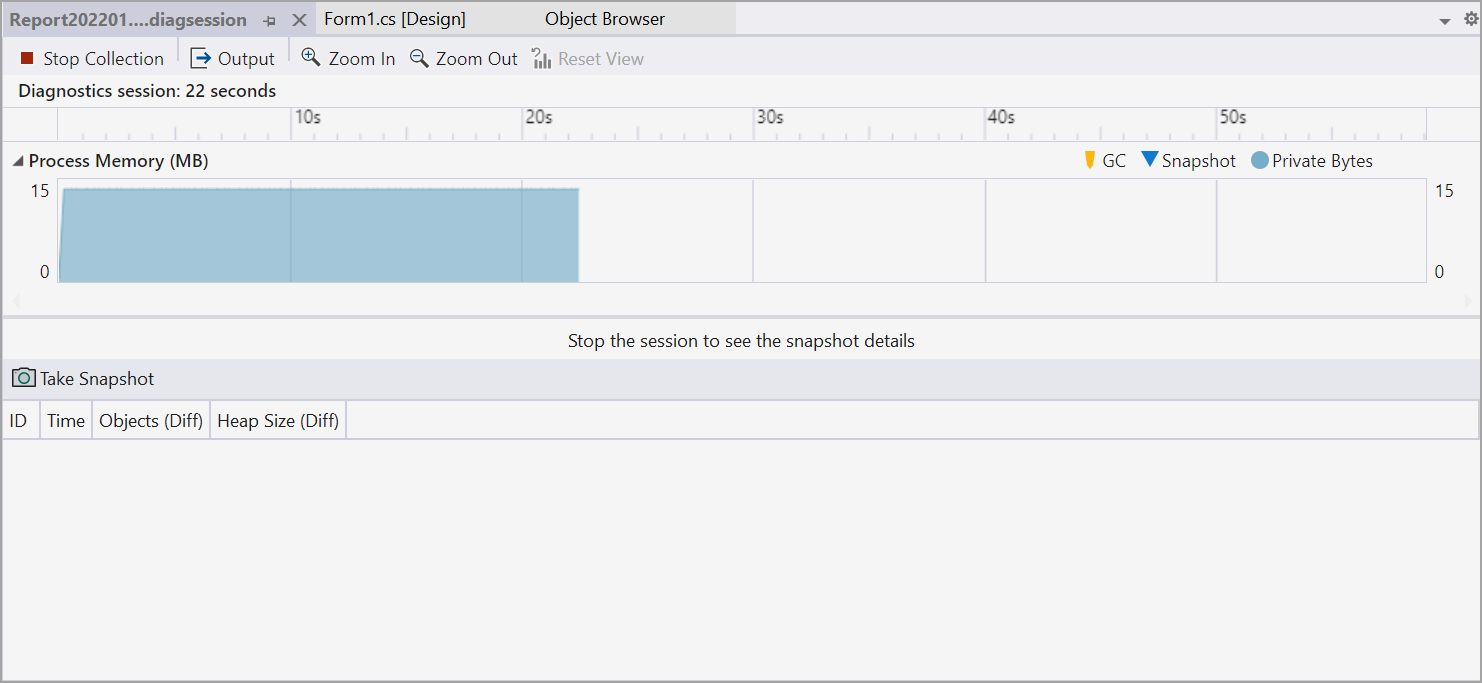 Report202201....diagsession Form1.cs [Design] Object Browser
Stop Collection Output Zoom In Zoom Out Reset View
Diagnostics session: 22 seconds
10s 20s 30s 40s 50s
Process Memory (MB) GC Snapshot Private Bytes
15 15
0 0
Stop the session to see the snapshot details
Take Snapshot
ID Time Objects (Diff) Heap Size (Diff)